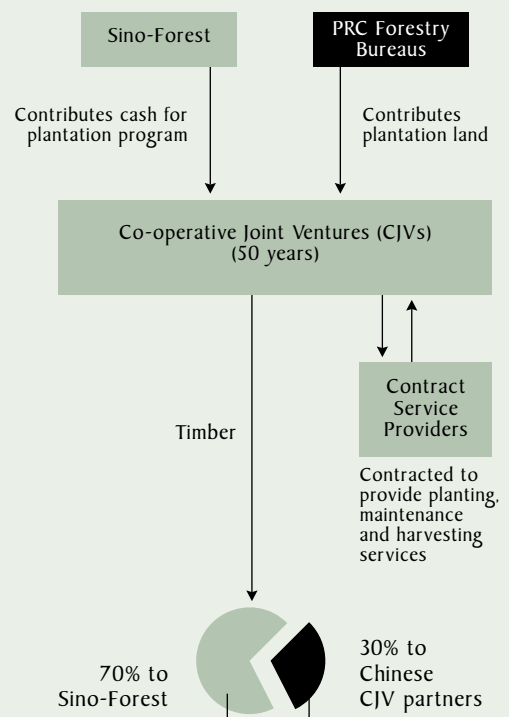 Sino-Forest
PRC Forestry
Bureaus
Contributes cash for
plantation program
Contributes
plantation land
Co-operative Joint Ventures (CJVs)
(50 years)
Contract
Service
Providers
Timber
Contracted to
provide planting,
maintenance
and harvesting
services
70% to
Sino-Forest
30% to
Chinese
CJV partners